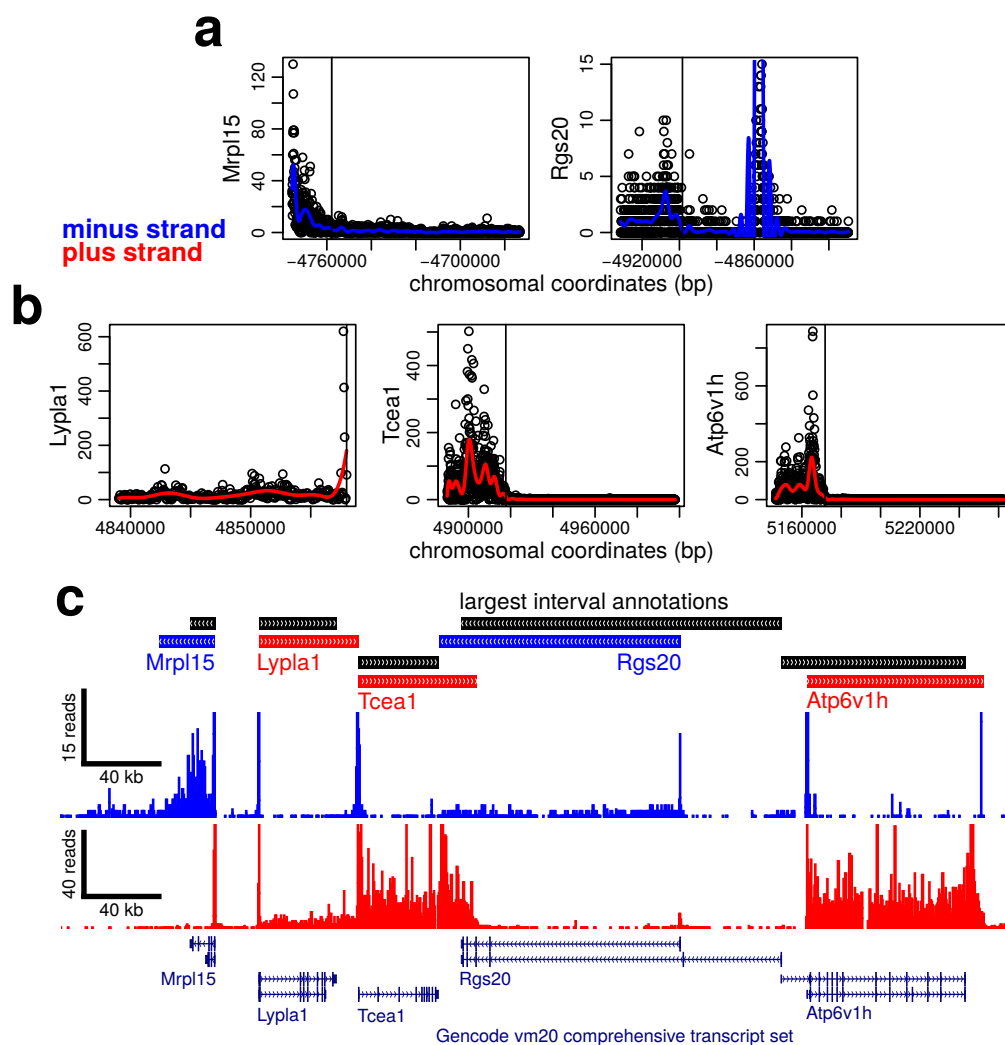 a
120
80
40
0
Mrpl15
−4760000
−4700000
15
10
5
0
Rgs20
−4920000
−4860000
minus strand
plus strand
chromosomal coordinates (bp)
b
600
400
200
0
Lypla1
4840000
4850000
400
200
0
Tcea1
4900000
4960000
600
200
0
Atp6v1h
5160000
5220000
chromosomal coordinates (bp)
c
largest interval annotations
Mrpl15
Lypla1
Rgs20
Tcea1
Atp6v1h
15 reads
40 kb
40 reads
40 kb
Mrpl15
Rgs20
Lypla1
Tcea1
Atp6v1h
Gencode vm20 comprehensive transcript set